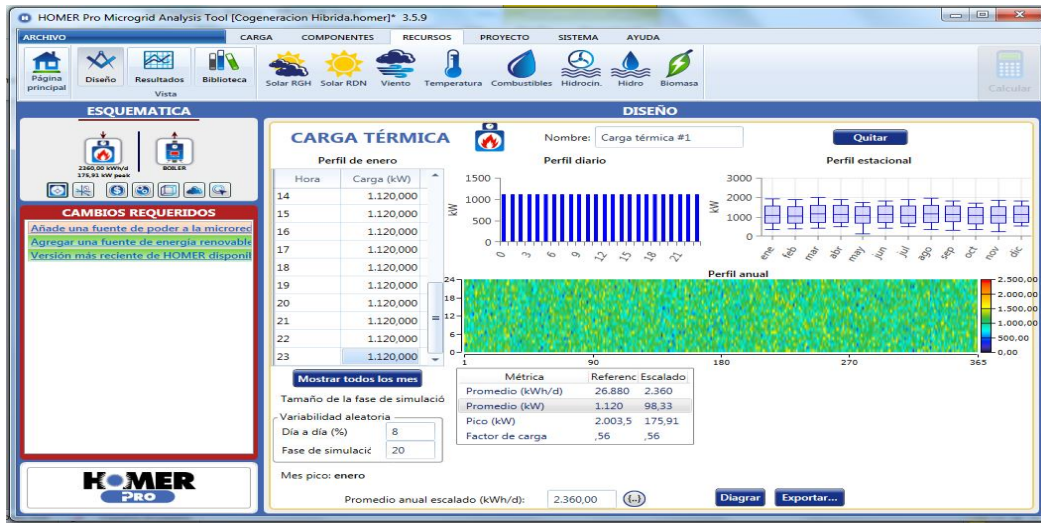 HOMER Pro Microgrid Analysis Tool [Cogeneracion Hibrida.homer]* 3.5.9
ARCHIVO CARGA COMPONENTES RECURSOS PROYECTO SISTEMA AYUDA
Página principal
Diseño
Resultados
Biblioteca
Vista
Solar RGH Solar RDN Viento Temperatura Combustibles Hidrocin. Hidro Biomasa
Calcular
ESQUEMATICA
2360,00 kWh/d
175,91 kW peak
BOILER
CAMBIOS REQUERIDOS
Añade una fuente de poder a la microred
Agregar una fuente de energía renovable
Versión más reciente de HOMER disponil
HOMER
PRO
DISEÑO
CARGA TÉRMICA
Nombre: Carga térmica #1
Quitar
Perfil de enero
Hora Carga (kW)
14 1.120,000
15 1.120,000
16 1.120,000
17 1.120,000
18 1.120,000
19 1.120,000
20 1.120,000
21 1.120,000
22 1.120,000
23 1.120,000
Mostrar todos los mes
Tamaño de la fase de simulació
Variabilidad aleatoria
Día a día (%) 8
Fase de simulació 20
Mes pico: enero
Perfil diario
kW
1500
1000
500
0
0 3 6 9 12 15 18 21
Perfil estacional
kW
3000
2000
1000
0
ene feb mar abr may jun jul ago sep oct nov dic
Perfil anual
24
18
12
6
0
1 90 180 270 365
2.500,00
2.000,00
1.500,00
1.000,00
500,00
0,00
Métrica Referenc Escalado
Promedio (kWh/d) 26.880 2.360
Promedio (kW) 1.120 98,33
Pico (kW) 2.003,5 175,91
Factor de carga ,56 ,56
Promedio anual escalado (kWh/d): 2.360,00 {..}
Diagrar
Exportar...